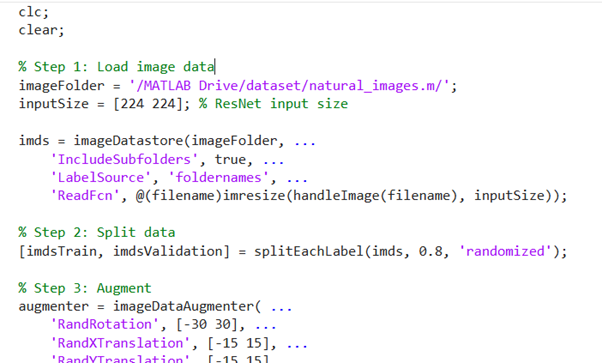 clc;
clear;
% Step 1: Load image data
imageFolder = '/MATLAB Drive/dataset/natural_images.m/';
inputSize = [224 224]; % ResNet input size
imds = imageDatastore(imageFolder, ...
    'IncludeSubfolders', true, ...
    'LabelSource', 'foldernames', ...
    'ReadFcn', @(filename)imresize(handleImage(filename), inputSize));
% Step 2: Split data
[imdsTrain, imdsValidation] = splitEachLabel(imds, 0.8, 'randomized');
% Step 3: Augment
augmenter = imageDataAugmenter( ...
    'RandRotation', [-30 30], ...
    'RandXTranslation', [-15 15], ...
    'RandYTranslation', [-15 15]